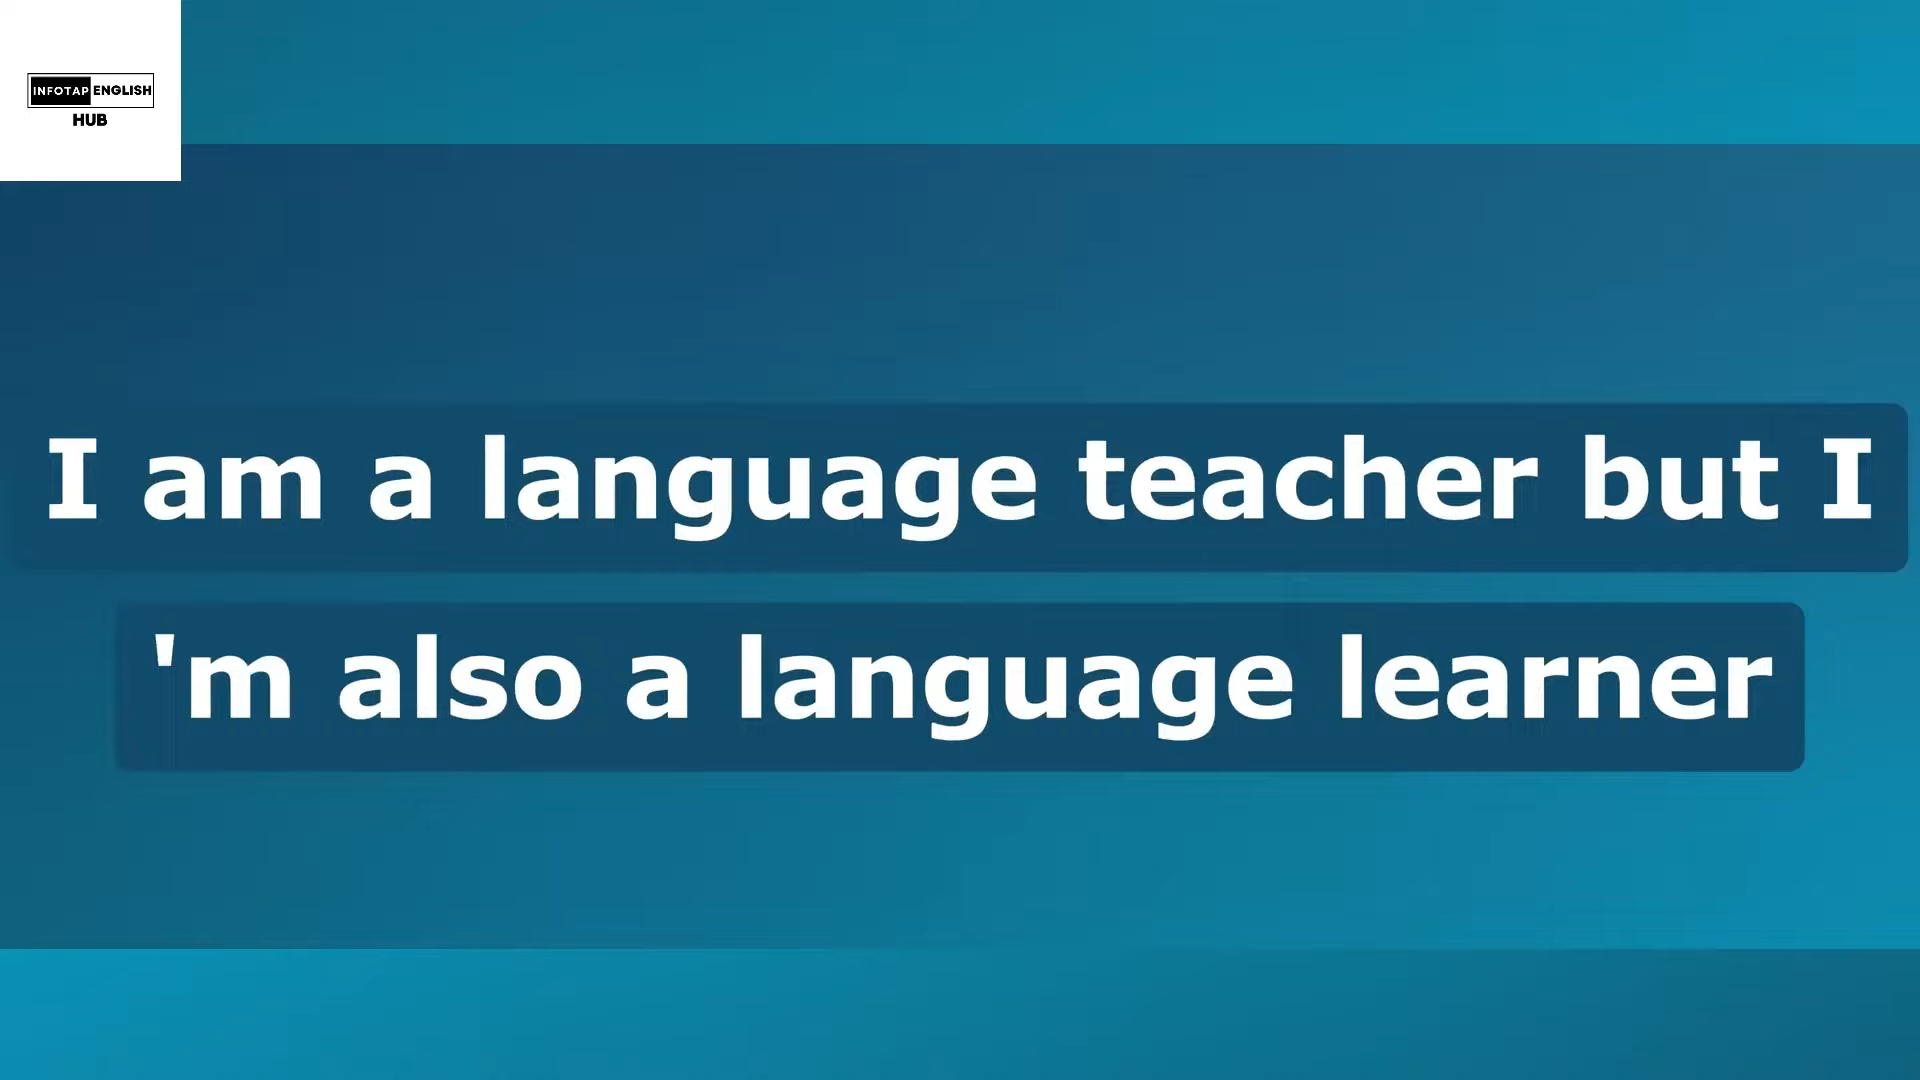 INFOTAP ENGLISH
HUB
I am a language teacher but I
'm also a language learner